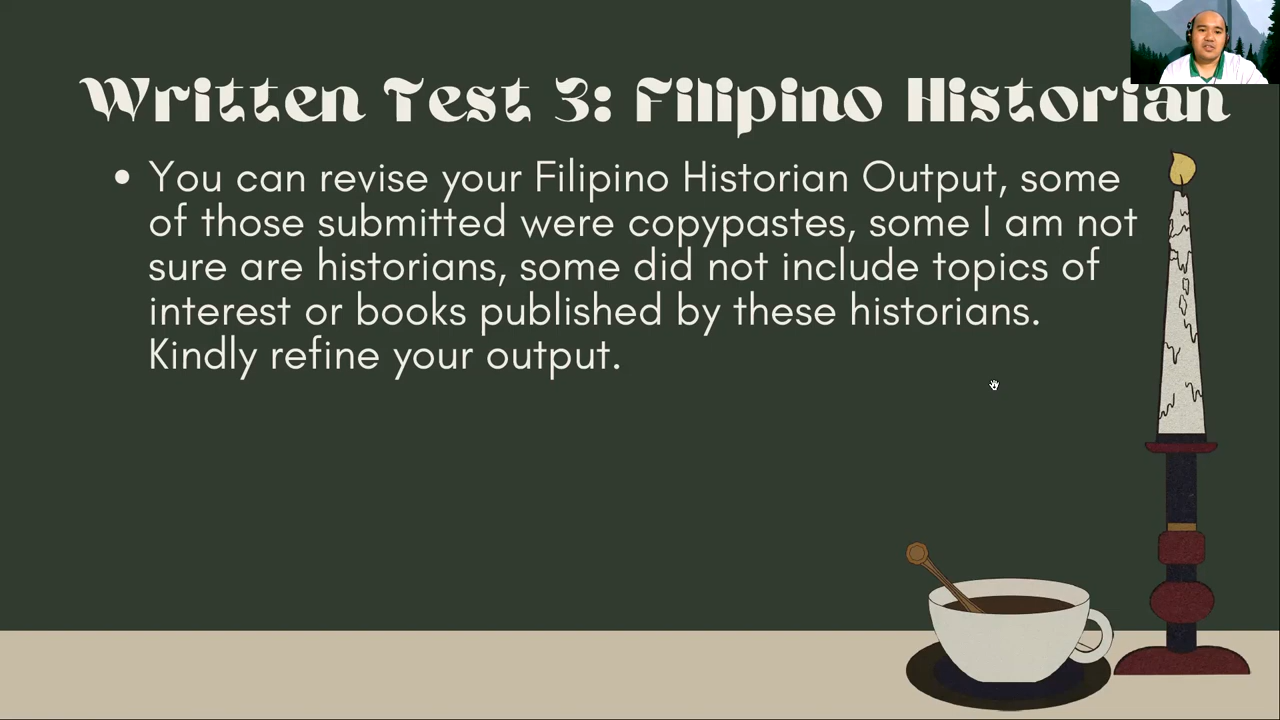 Written Test 3: Filipino Historian
• You can revise your Filipino Historian Output, some
of those submitted were copypastes, some I am not
sure are historians, some did not include topics of
interest or books published by these historians.
Kindly refine your output.